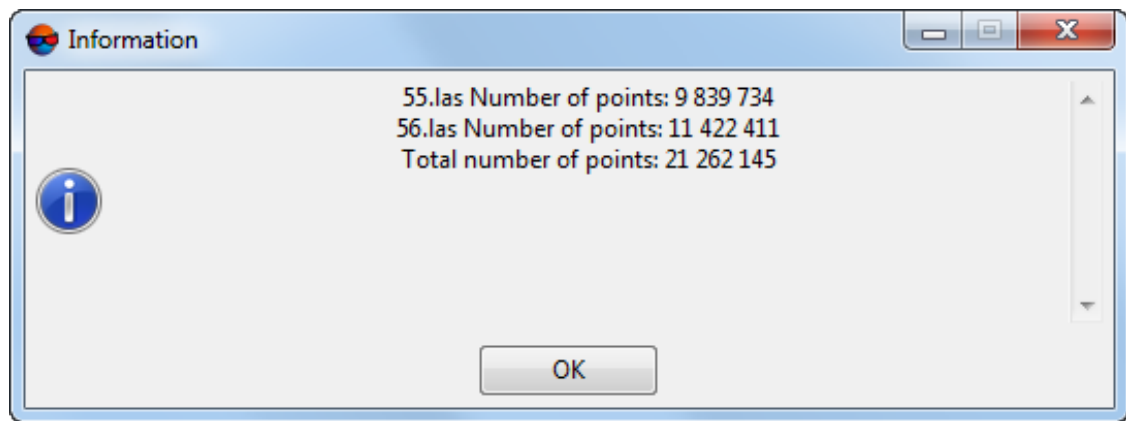 Information
55.las Number of points: 9 839 734
56.las Number of points: 11 422 411
Total number of points: 21 262 145
OK